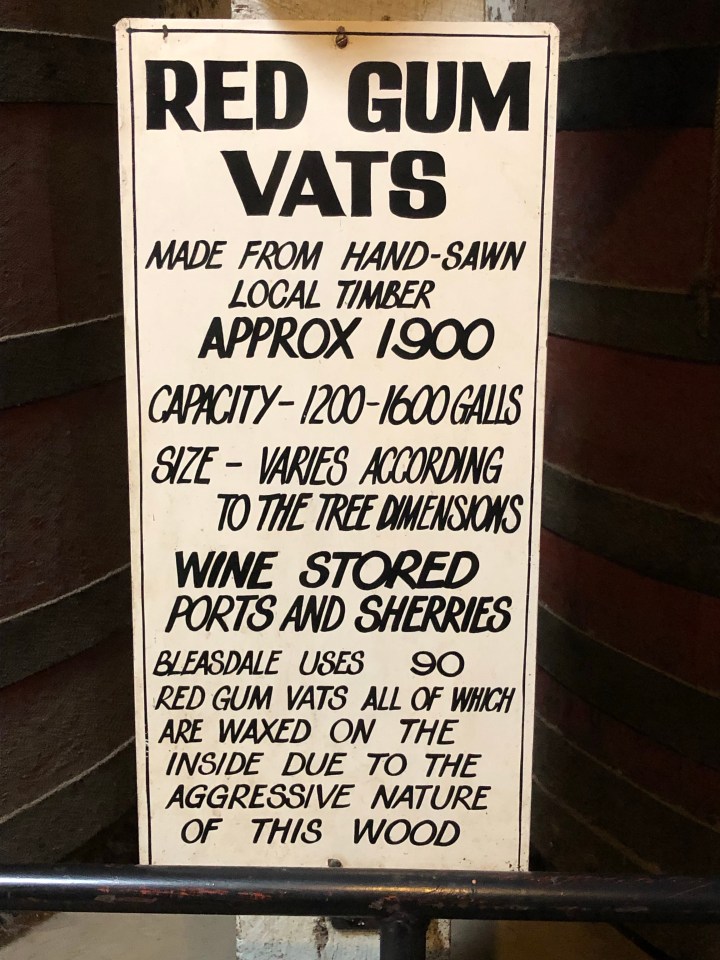 RED GUM
VATS
MADE FROM HAND-SAWN
LOCAL TIMBER
APPROX 1900
CAPACITY - 1200-1600 GALLS
SIZE - VARIES ACCORDING
TO THE TREE DIMENSIONS
WINE STORED
PORTS AND SHERRIES
BLEASDALE USES 90
RED GUM VATS ALL OF WHICH
ARE WAXED ON THE
INSIDE DUE TO THE
AGGRESSIVE NATURE
OF THIS WOOD